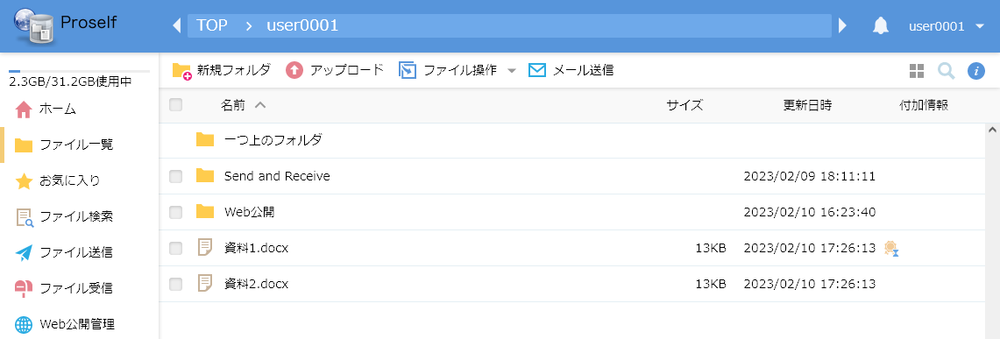 Proself
TOP > user0001
user0001
2.3GB/31.2GB使用中
ホーム
ファイル一覧
お気に入り
ファイル検索
ファイル送信
ファイル受信
Web公開管理
新規フォルダ アップロード ファイル操作 メール送信
名前 サイズ 更新日時 付加情報
一つ上のフォルダ
Send and Receive 2023/02/09 18:11:11
Web公開 2023/02/10 16:23:40
資料1.docx 13KB 2023/02/10 17:26:13
資料2.docx 13KB 2023/02/10 17:26:13